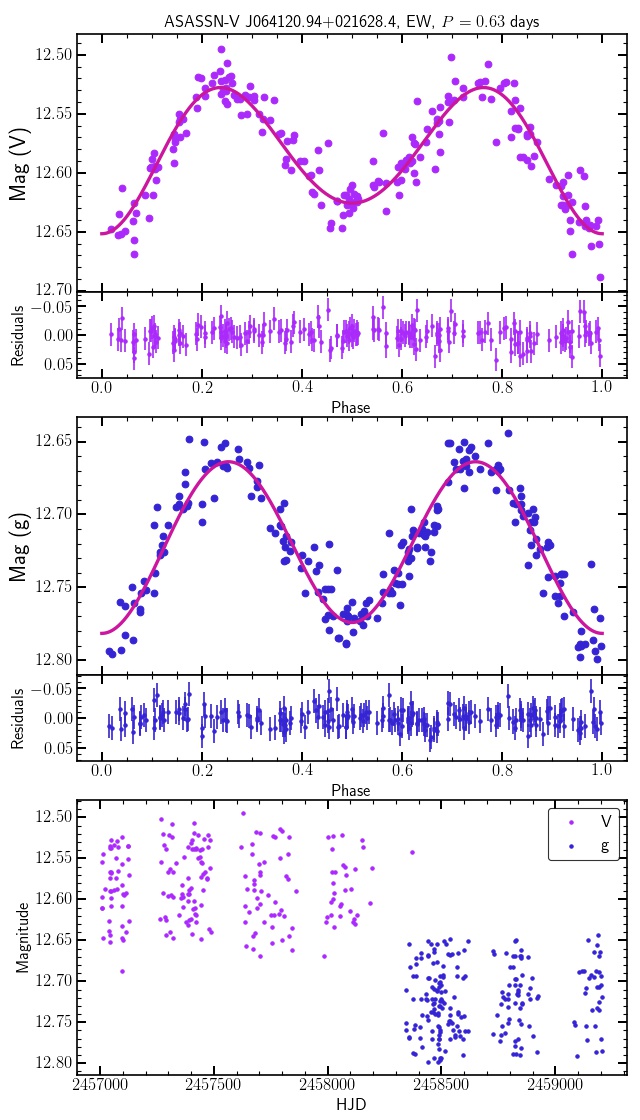 ASASSN-V J064120.94+021628.4, EW, P = 0.63 days
12.50
12.55
12.60
12.65
12.70
Mag (V)
−0.05
0.00
0.05
Residuals
0.0 0.2 0.4 0.6 0.8 1.0
Phase
12.65
12.70
12.75
12.80
Mag (g)
−0.05
0.00
0.05
Residuals
0.0 0.2 0.4 0.6 0.8 1.0
Phase
12.50
12.55
12.60
12.65
12.70
12.75
12.80
Magnitude
V
g
2457000 2457500 2458000 2458500 2459000
HJD